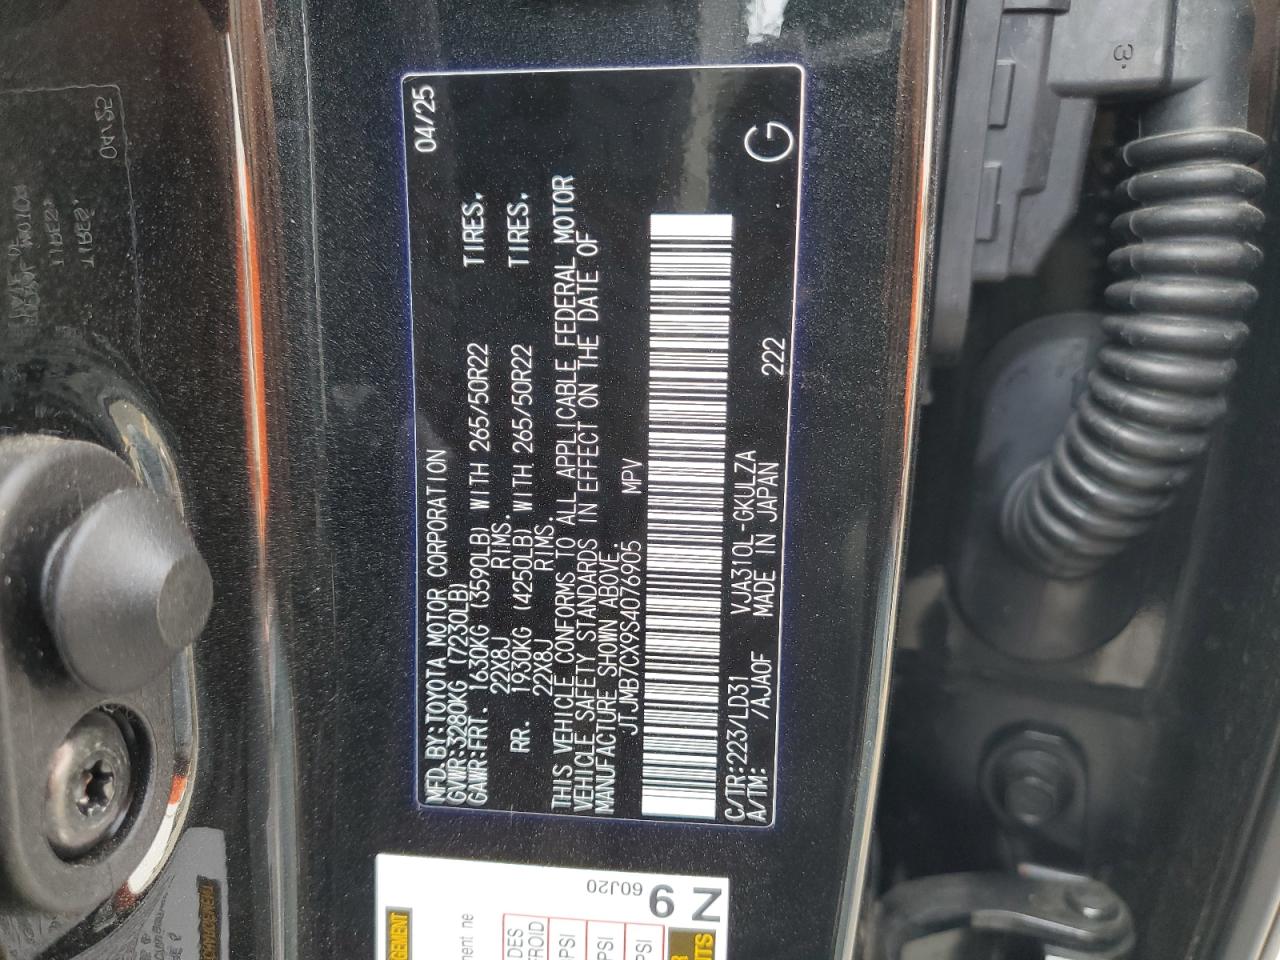 04/25
MFD. BY: TOYOTA MOTOR CORPORATION
GVWR: 3280KG (7230LB)
GAWR: FRT. 1630KG (3590LB) WITH 265/50R22 TIRES,
22X8J RIMS.
RR. 1930KG (4250LB) WITH 265/50R22 TIRES,
22X8J RIMS.
THIS VEHICLE CONFORMS TO ALL APPLICABLE FEDERAL MOTOR
VEHICLE SAFETY STANDARDS IN EFFECT ON THE DATE OF
MANUFACTURE SHOWN ABOVE.
JTJMB7CX9S4076905 MPV
C/TR: 223/LD31 VJA310L-GKULZA
A/TM: /AJA0F MADE IN JAPAN 222
G
Z 9
60J20
PSI
PSI
PSI
3